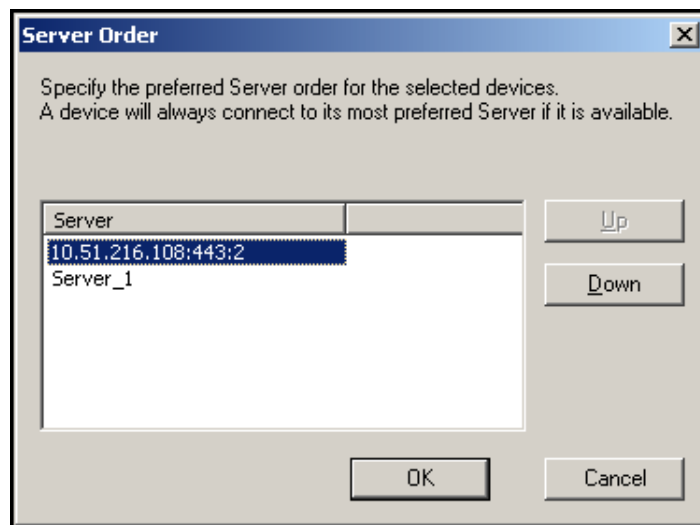 Server Order
Specify the preferred Server order for the selected devices.
A device will always connect to its most preferred Server if it is available.
Server
Up
10.51.216.108:443:2
Server_1
Down
OK
Cancel